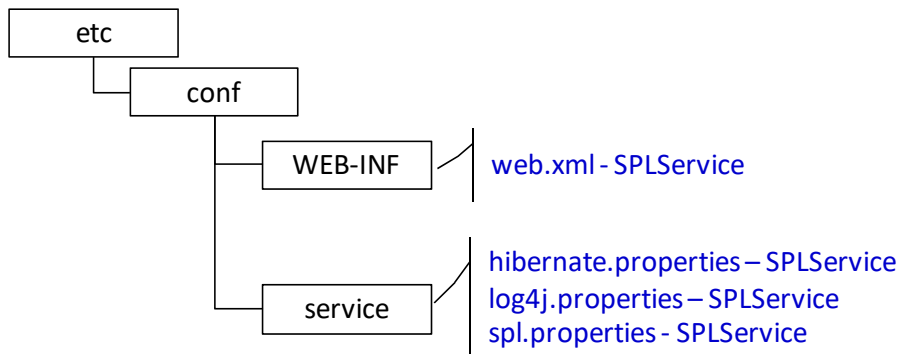 etc
conf
WEB-INF
web.xml - SPLService
hibernate.properties – SPLService
log4j.properties – SPLService
service
spl.properties - SPLService